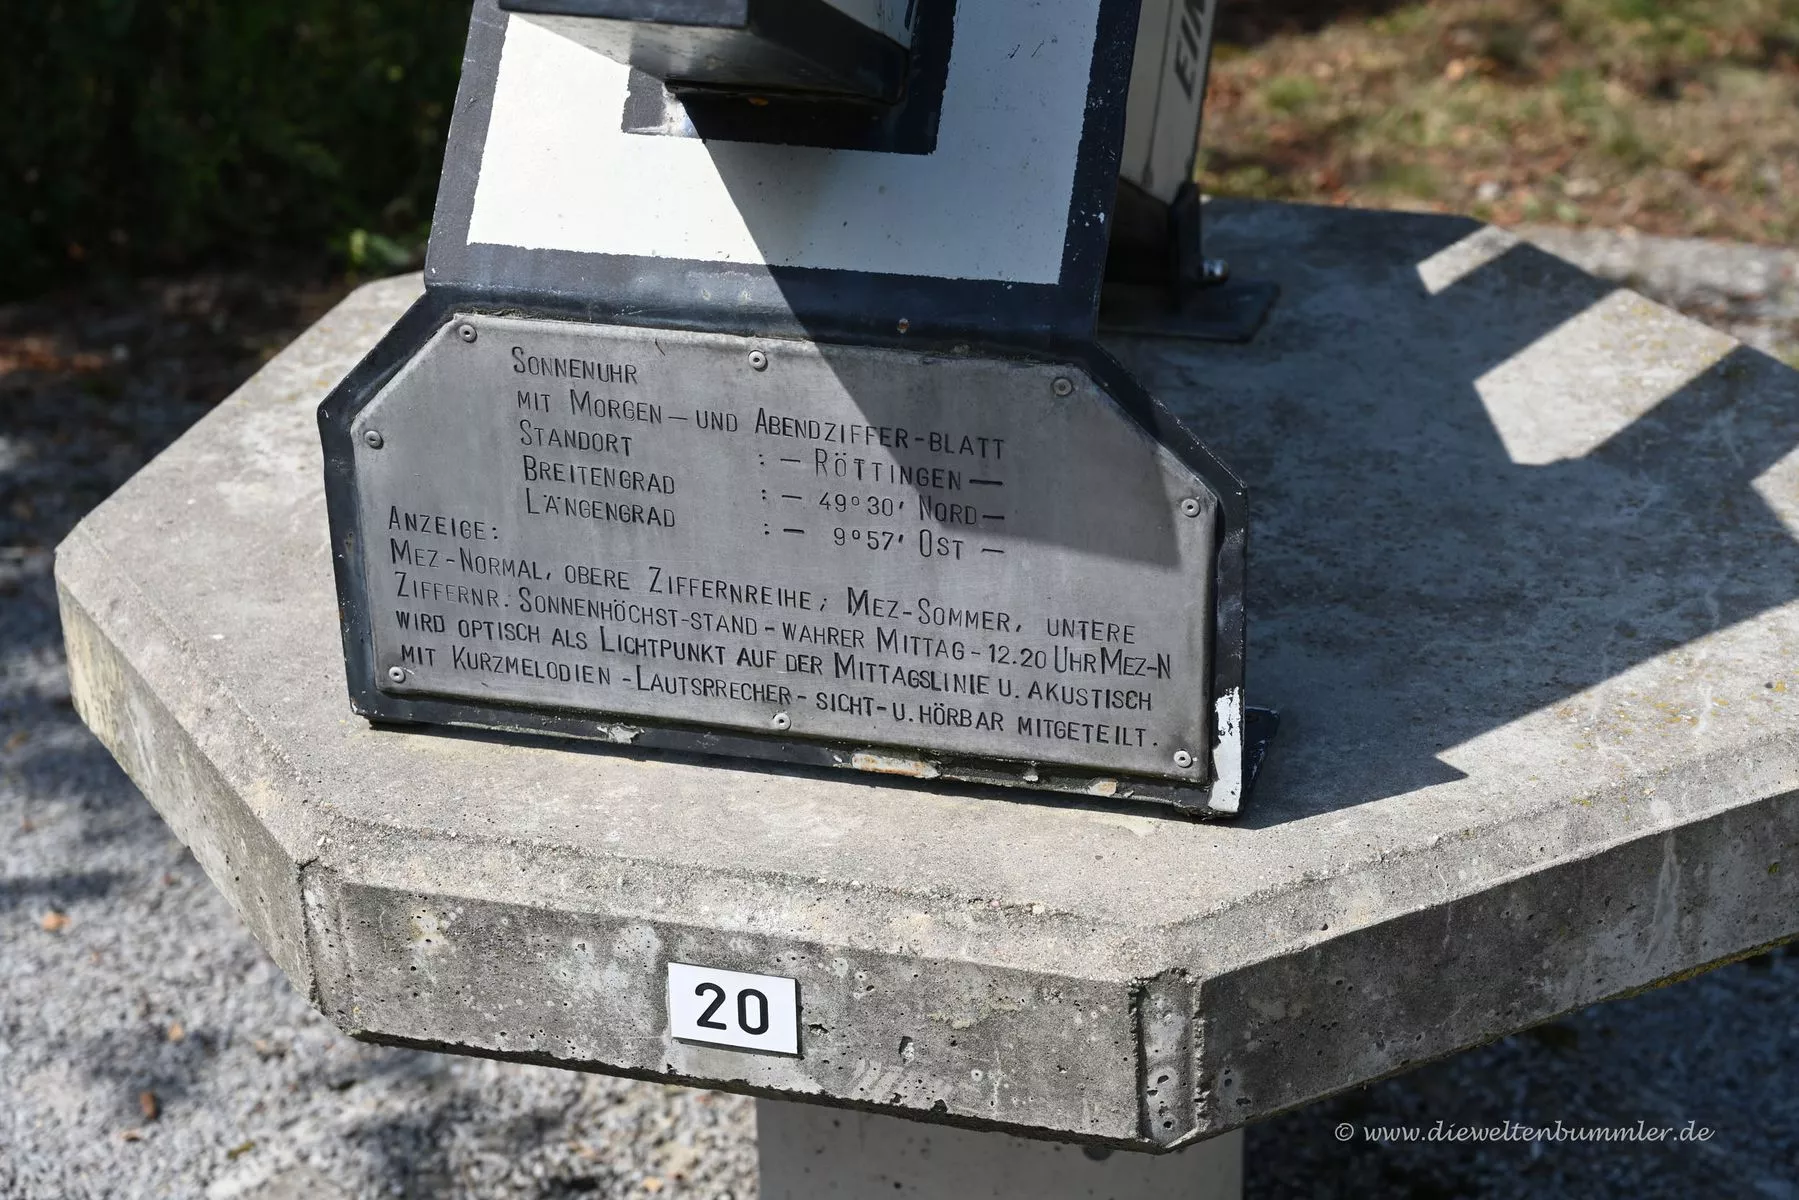 EIN
SONNENUHR
MIT MORGEN – UND ABENDZIFFER-BLATT
STANDORT : – RÖTTINGEN –
BREITENGRAD : – 49° 30' NORD –
LÄNGENGRAD : – 9° 57' OST –
ANZEIGE:
MEZ-NORMAL, OBERE ZIFFERNREIHE; MEZ-SOMMER, UNTERE
ZIFFERNR. SONNENHÖCHST-STAND - WAHRER MITTAG - 12.20 UHR MEZ-N
WIRD OPTISCH ALS LICHTPUNKT AUF DER MITTAGSLINIE U. AKUSTISCH
MIT KURZMELODIEN - LAUTSPRECHER - SICHT- U. HÖRBAR MITGETEILT.
20
© www.dieweltenbummler.de